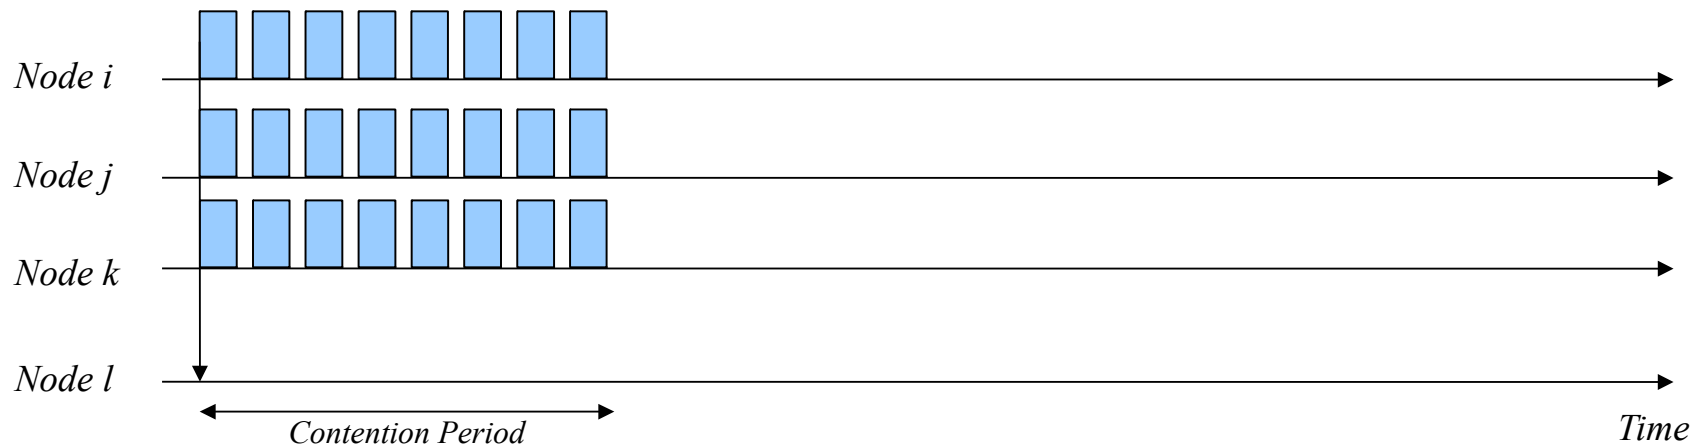 Node i
Node j
Node k
Node l
Contention Period
Time